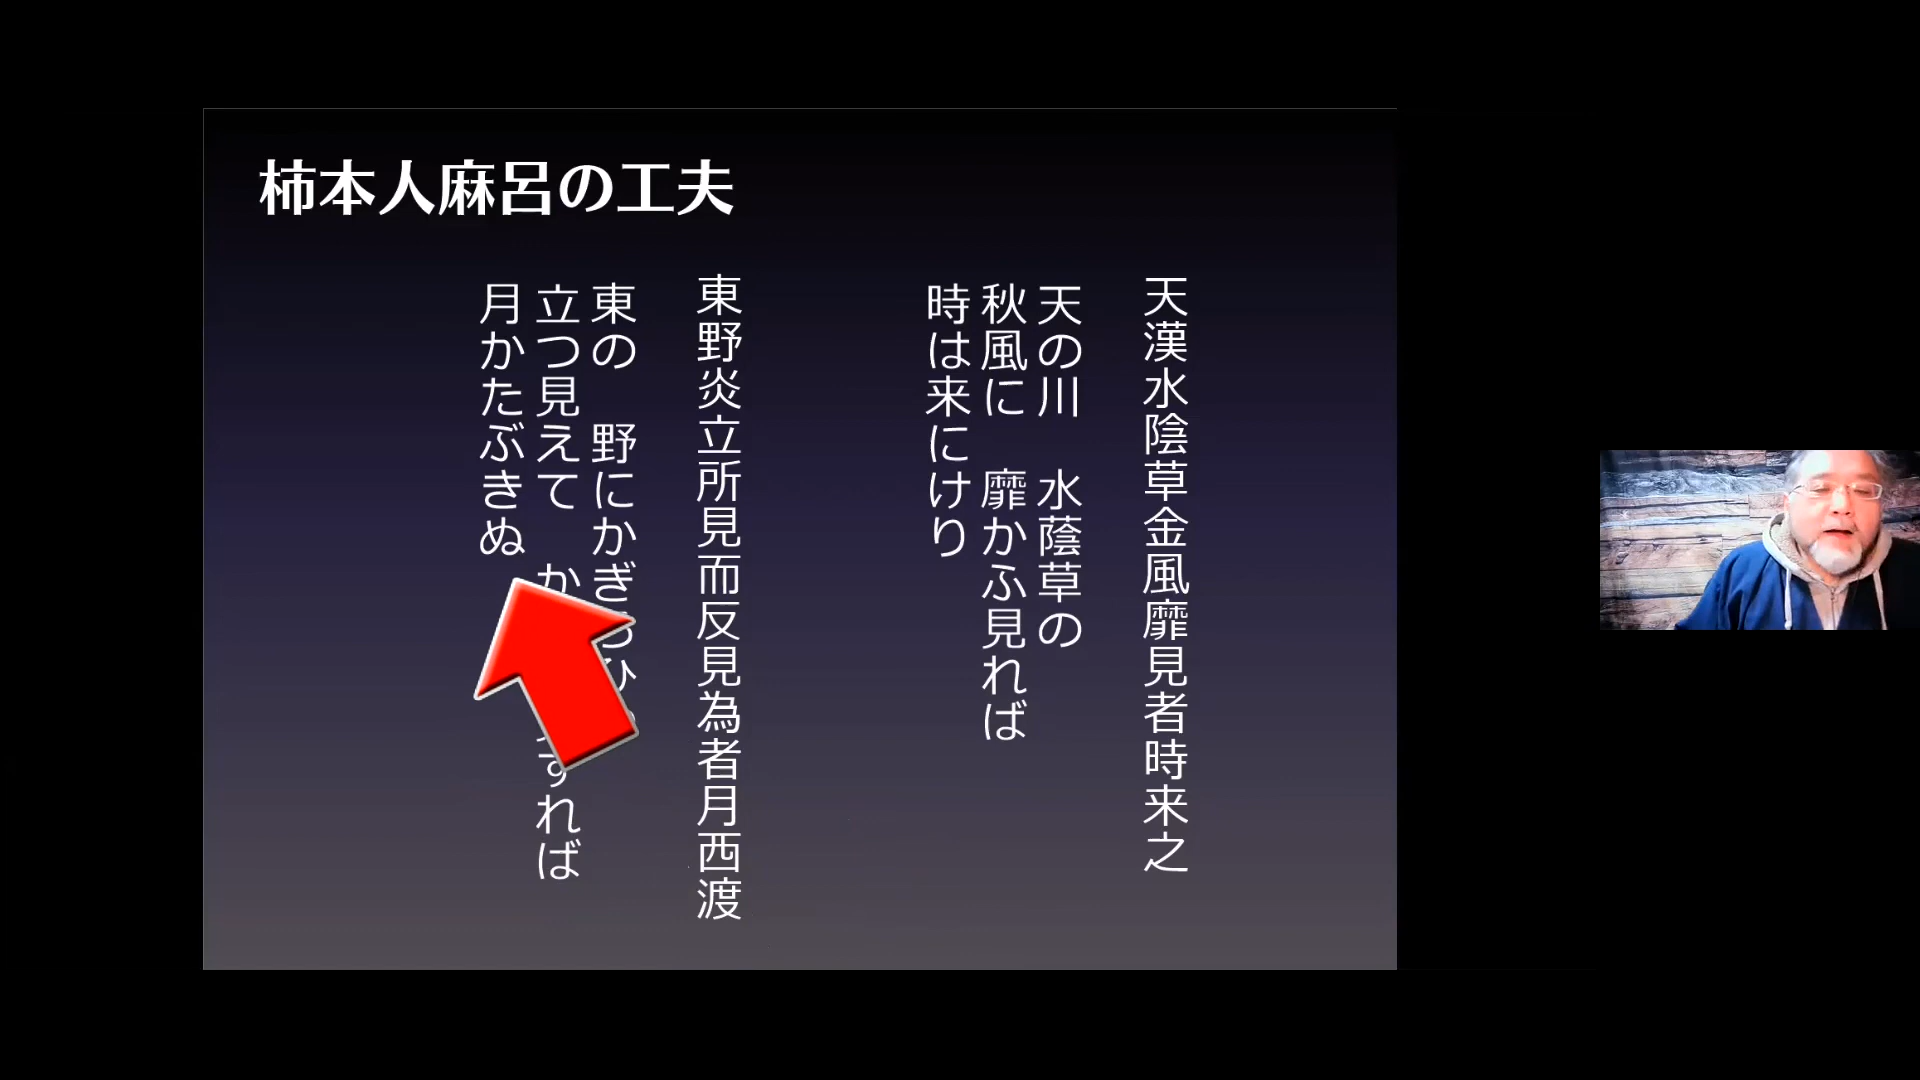 柿本人麻呂の工夫
天漢水陰草金風靡見者時来之
天の川　水蔭草の
秋風に　靡かふ見れば
時は来にけり
東野炎立所見而反見為者月西渡
東の　野にかぎろひ
立つ見えて　か すれば
月かたぶきぬ